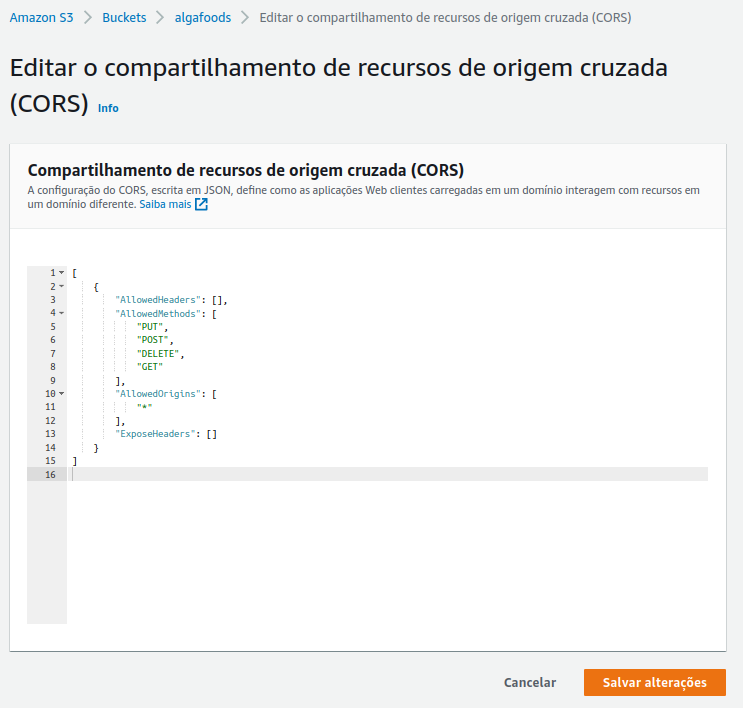 Amazon S3 > Buckets > algafoods > Editar o compartilhamento de recursos de origem cruzada (CORS)
Editar o compartilhamento de recursos de origem cruzada
(CORS) Info
Compartilhamento de recursos de origem cruzada (CORS)
A configuração do CORS, escrita em JSON, define como as aplicações Web clientes carregadas em um domínio interagem com recursos em
um domínio diferente. Saiba mais
1 [
2 {
3 "AllowedHeaders": [],
4 "AllowedMethods": [
5 "PUT",
6 "POST",
7 "DELETE",
8 "GET"
9 ],
10 "AllowedOrigins": [
11 "*"
12 ],
13 "ExposeHeaders": []
14 }
15 ]
16
Cancelar Salvar alterações